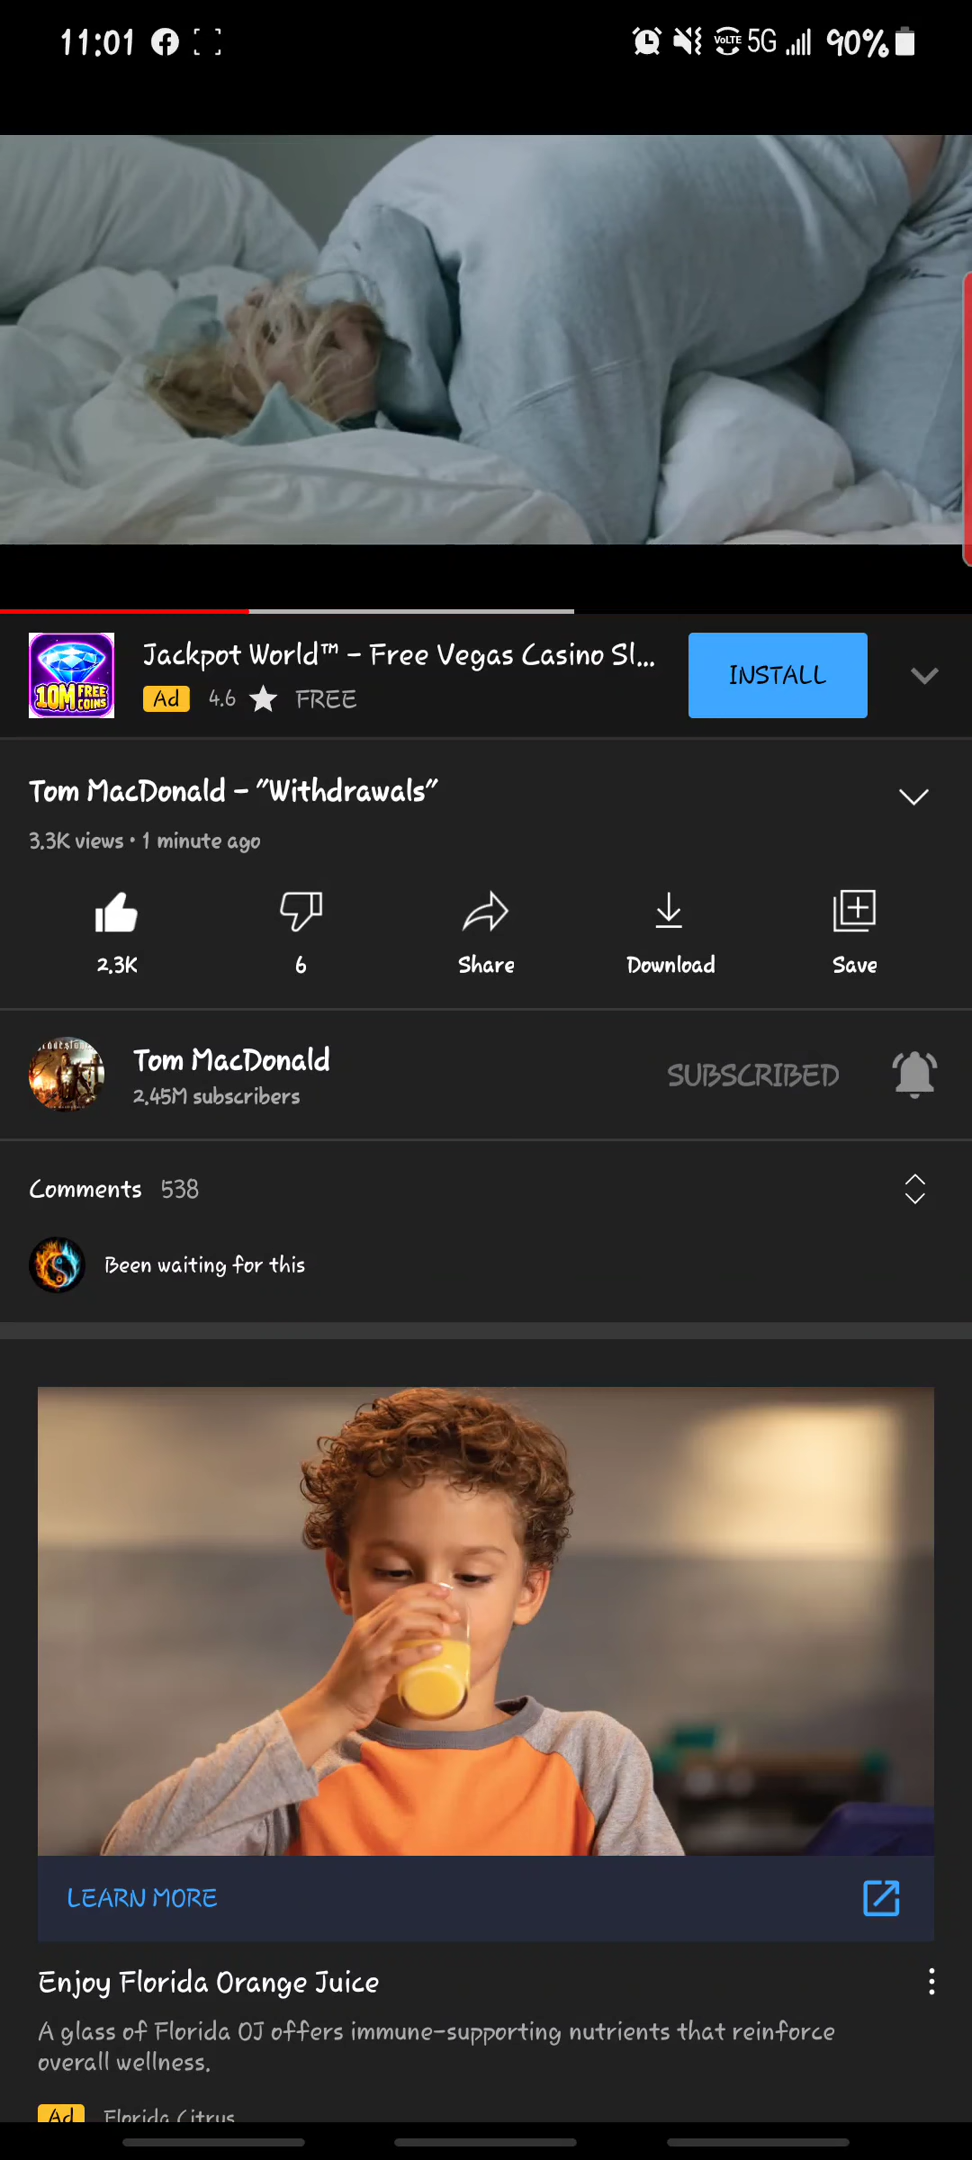 11:01
VoLTE 5G 90%
Jackpot World™ – Free Vegas Casino Sl...
10M FREE COINS
Ad 4.6 FREE
INSTALL
Tom MacDonald – "Withdrawals"
3.3K views • 1 minute ago
2.3K 6 Share Download Save
Tom MacDonald
2.45M subscribers
SUBSCRIBED
Comments 538
Been waiting for this
LEARN MORE
Enjoy Florida Orange Juice
A glass of Florida OJ offers immune-supporting nutrients that reinforce
overall wellness.
Ad Florida Citrus